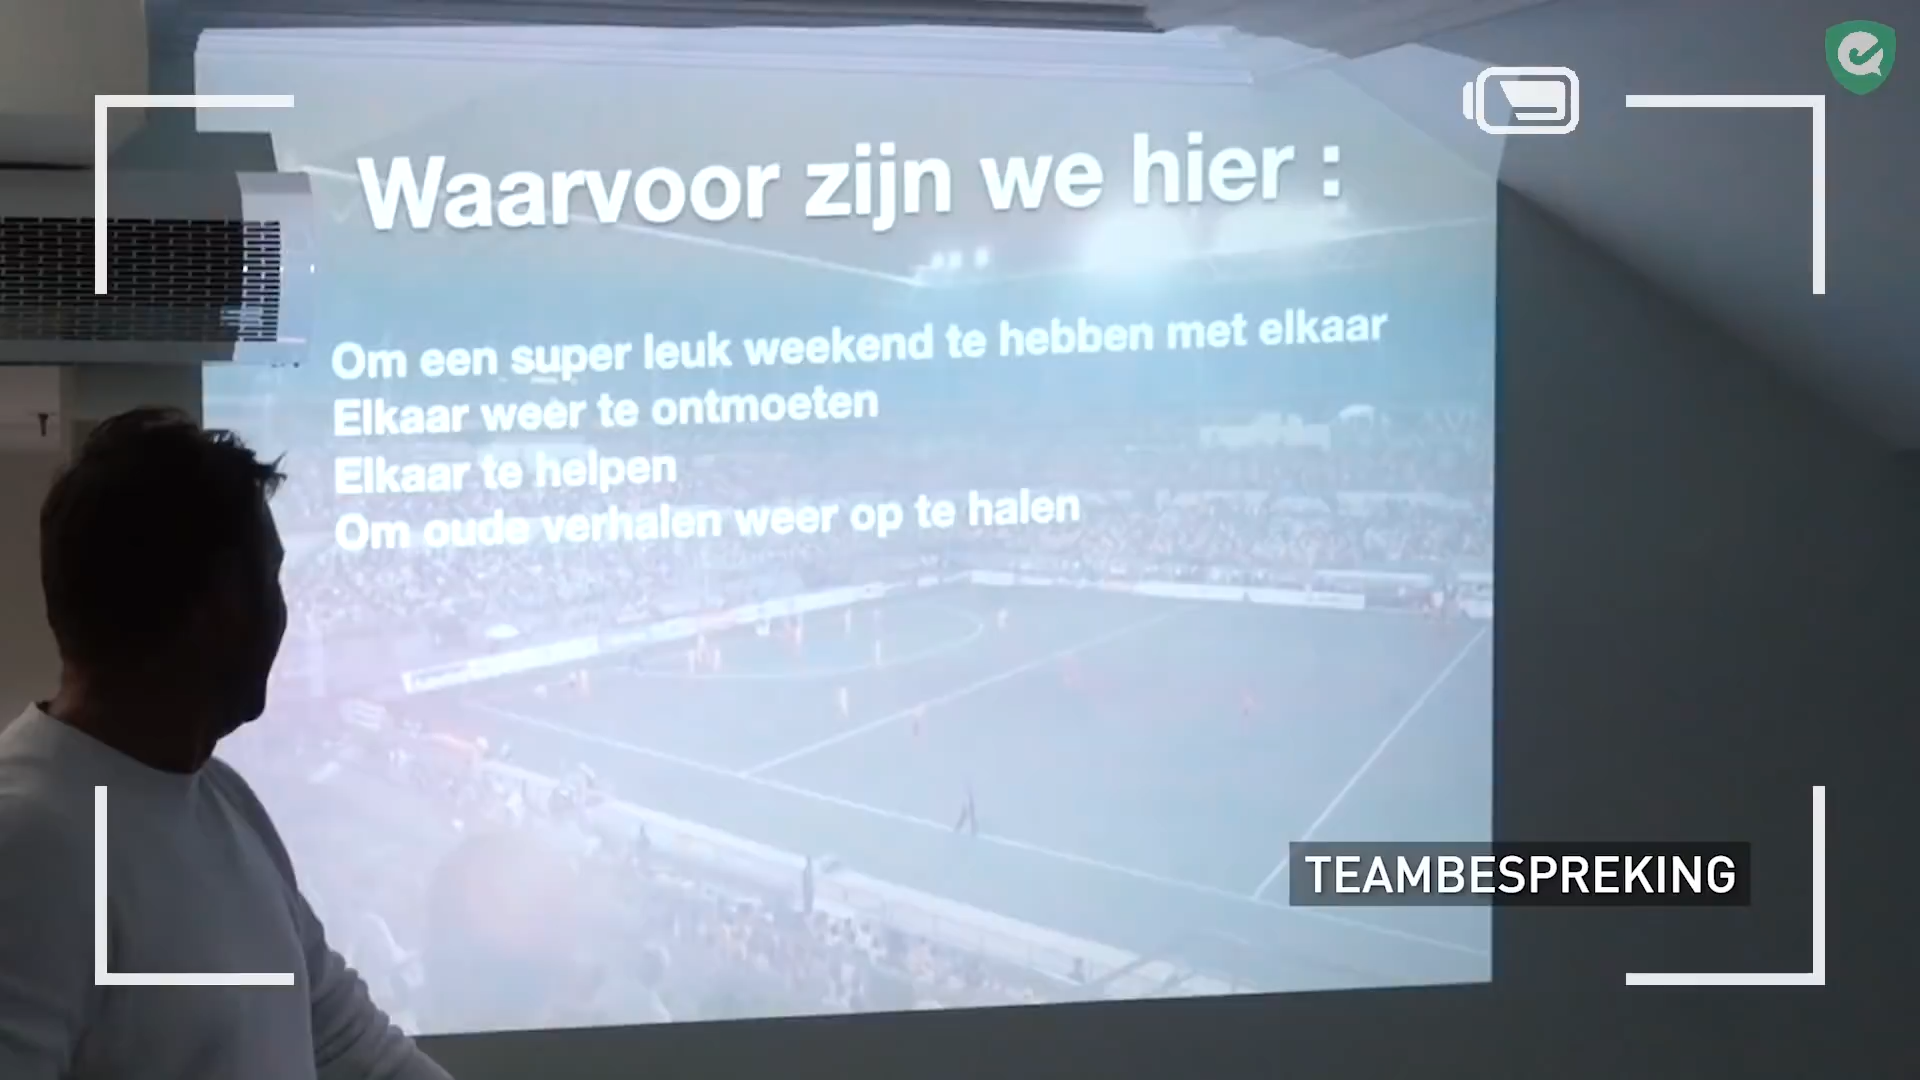 Waarvoor zijn we hier :
Om een super leuk weekend te hebben met elkaar
Elkaar weer te ontmoeten
Elkaar te helpen
Om oude verhalen weer op te halen
TEAMBESPREKING